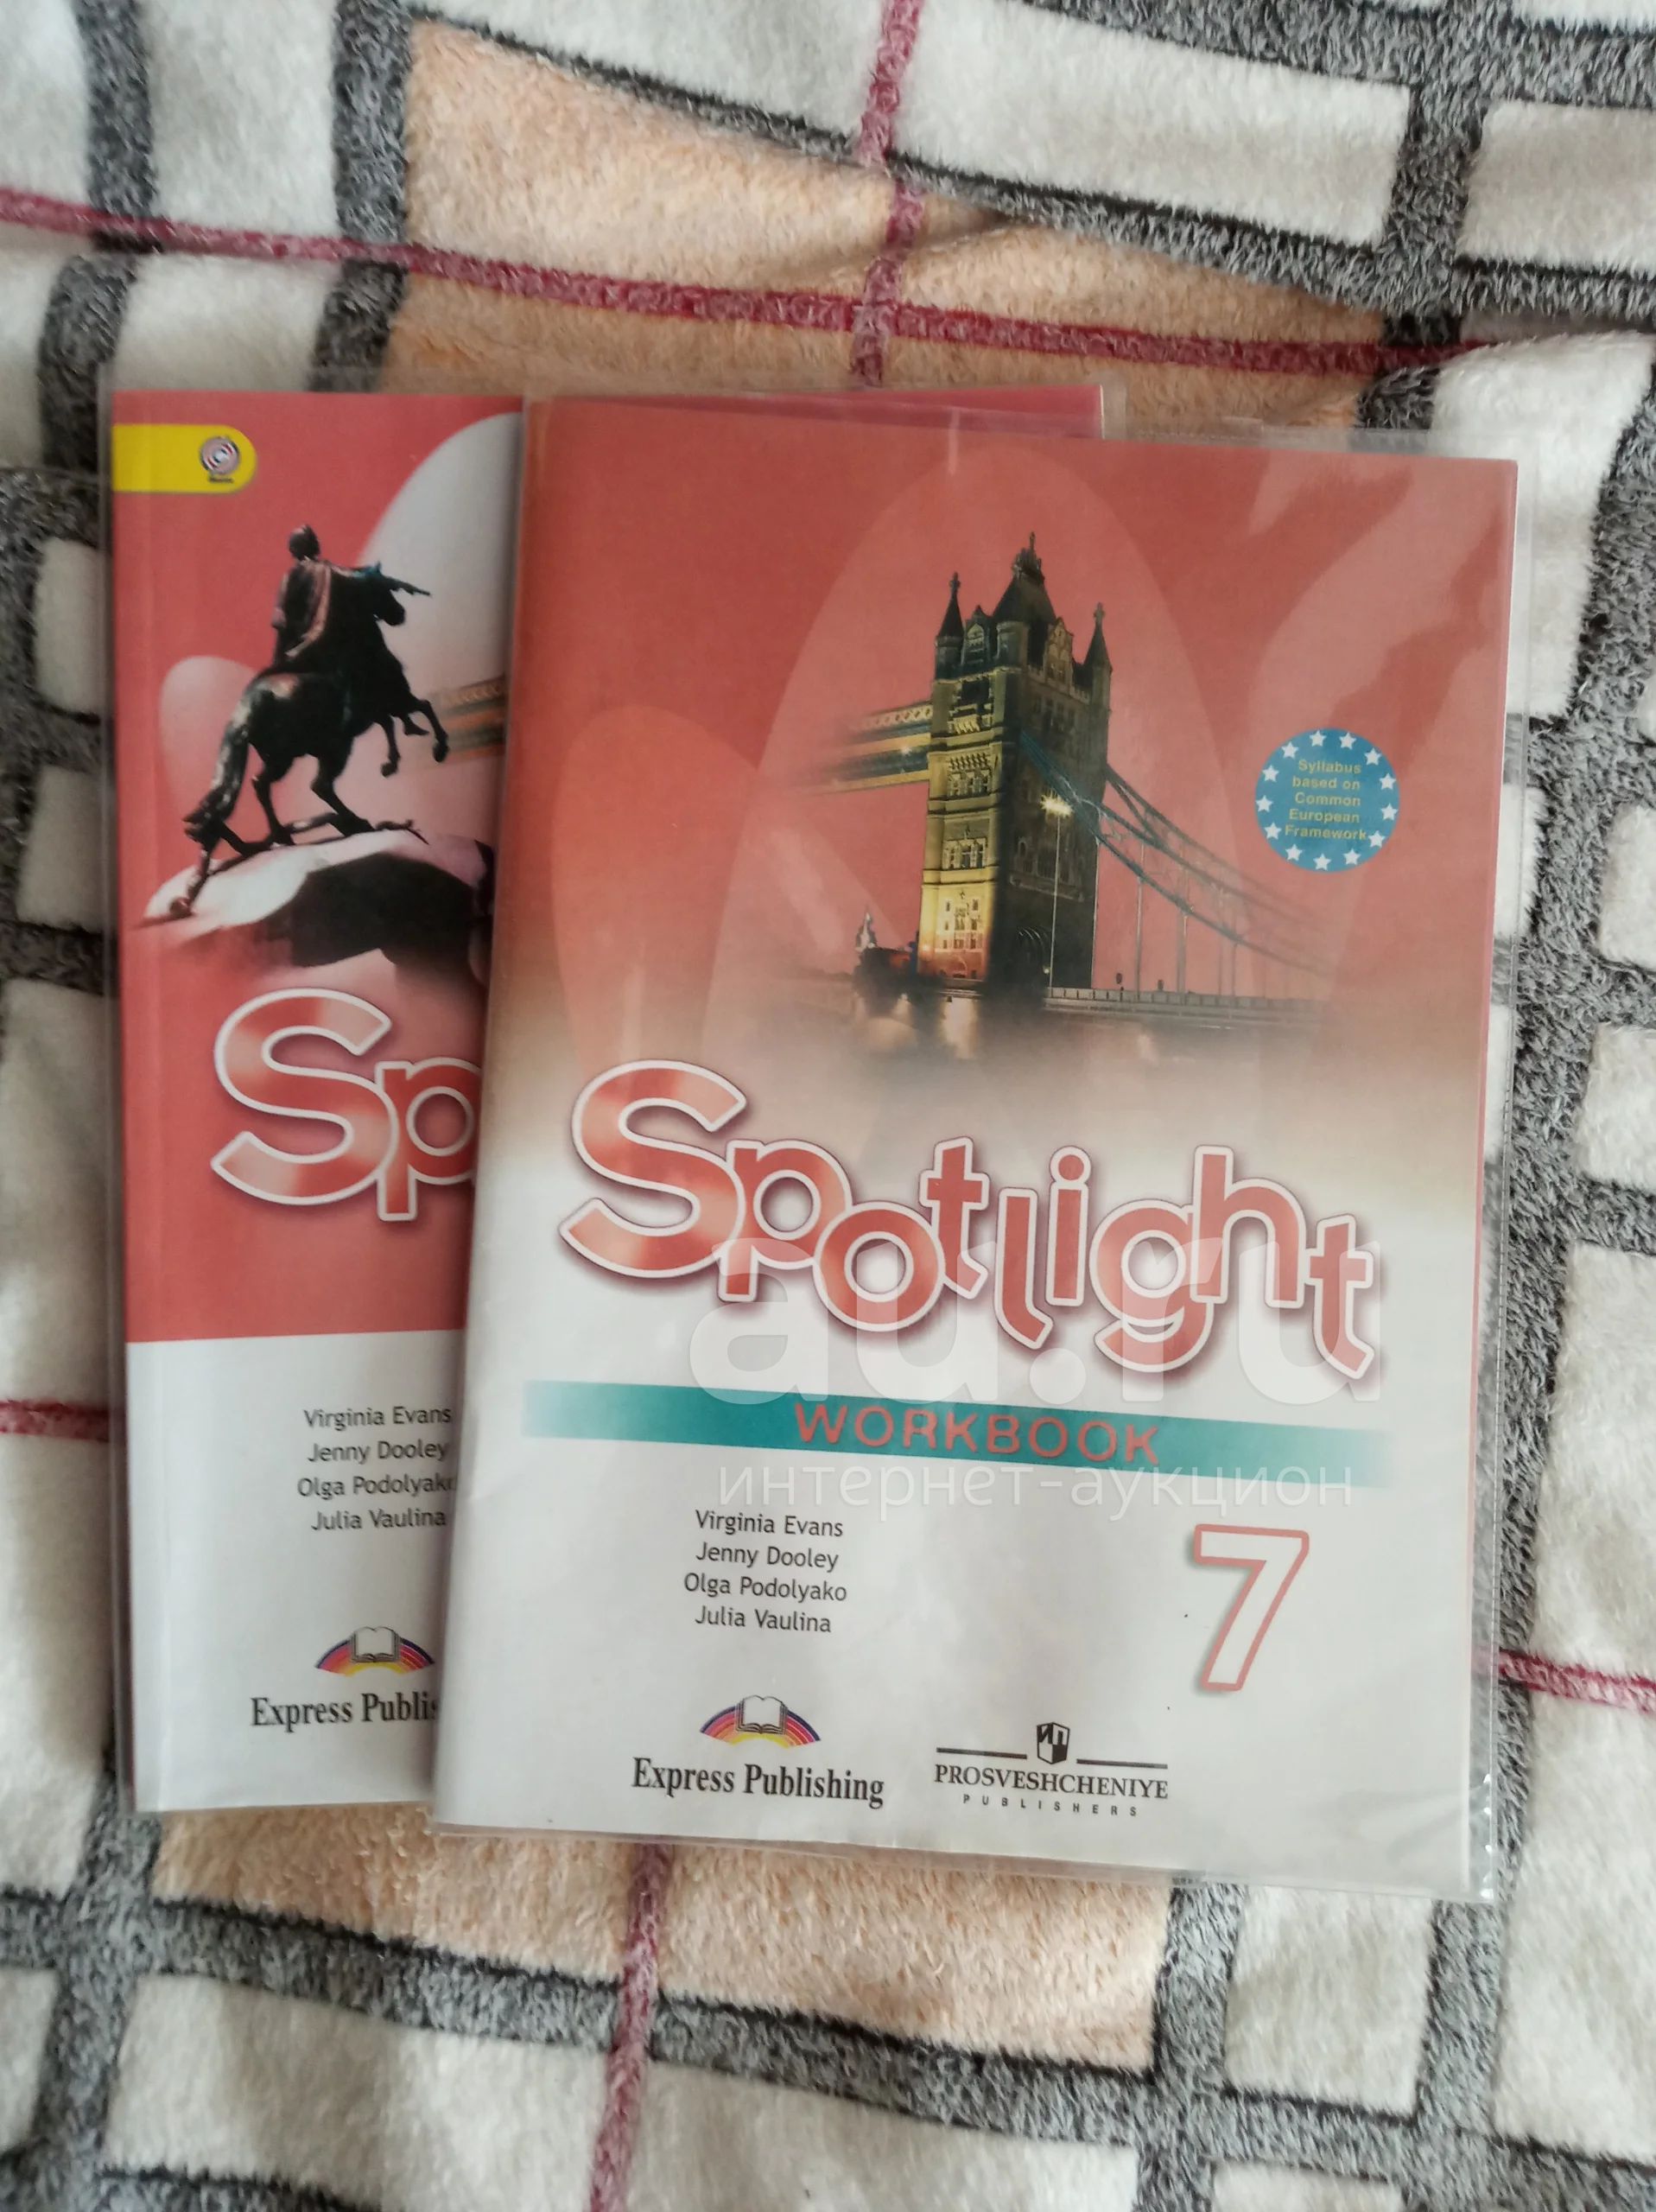 Sp
Virginia Evans
Jenny Dooley
Olga Podolyako
Julia Vaulina
Express Publis
Syllabus
based on
Common
European
Framework
Spotlight
au.ru
WORKBOOK
интернет-аукцион
7
Virginia Evans
Jenny Dooley
Olga Podolyako
Julia Vaulina
Express Publishing
PROSVESHCHENIYE
PUBLISHERS